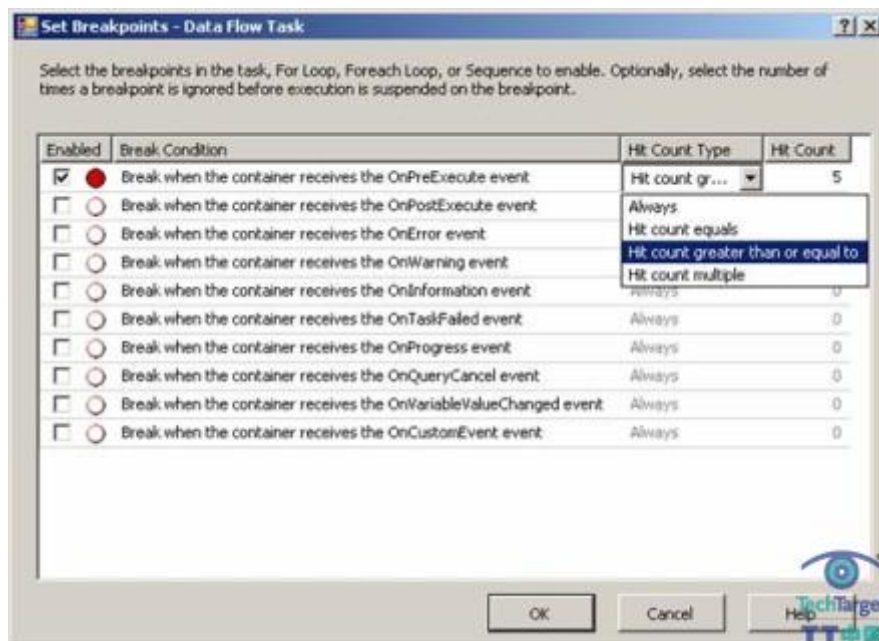 Set Breakpoints - Data Flow Task
Select the breakpoints in the task, For Loop, Foreach Loop, or Sequence to enable. Optionally, select the number of
times a breakpoint is ignored before execution is suspended on the breakpoint.
Enabled Break Condition Hit Count Type Hit Count
Break when the container receives the OnPreExecute event Hit count gr... 5
Break when the container receives the OnPostExecute event Always
Break when the container receives the OnError event Hit count equals
Hit count greater than or equal to
Break when the container receives the OnWarning event
Hit count multiple
Break when the container receives the OnInformation event Always 0
Break when the container receives the OnTaskFailed event Always 0
Break when the container receives the OnProgress event Always 0
Break when the container receives the OnQueryCancel event Always 0
Break when the container receives the OnVariableValueChanged event Always 0
Break when the container receives the OnCustomEvent event Always 0
OK Cancel Help
TechTarge